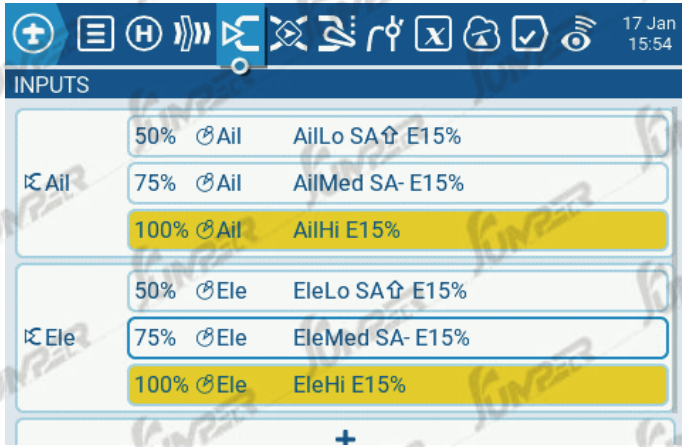 17 Jan
15:54
INPUTS
Ail
50% Ail AilLo SA⇧ E15%
75% Ail AilMed SA- E15%
100% Ail AilHi E15%
Ele
50% Ele EleLo SA⇧ E15%
75% Ele EleMed SA- E15%
100% Ele EleHi E15%
+
JUMPER